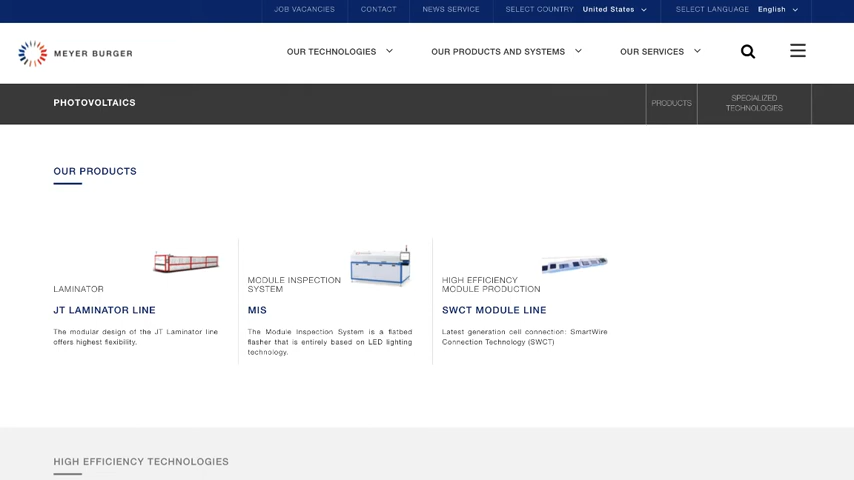 JOB VACANCIES
CONTACT
NEWS SERVICE
SELECT COUNTRY United States
SELECT LANGUAGE English
MEYER BURGER
OUR TECHNOLOGIES
OUR PRODUCTS AND SYSTEMS
OUR SERVICES
PHOTOVOLTAICS
PRODUCTS
SPECIALIZED
TECHNOLOGIES
OUR PRODUCTS
LAMINATOR
JT LAMINATOR LINE
The modular design of the JT Laminator line
offers highest flexibility.
MODULE INSPECTION
SYSTEM
MIS
The Module Inspection System is a flatbed
flasher that is entirely based on LED lighting
technology.
HIGH EFFICIENCY
MODULE PRODUCTION
SWCT MODULE LINE
Latest generation cell connection: SmartWire
Connection Technology (SWCT)
HIGH EFFICIENCY TECHNOLOGIES